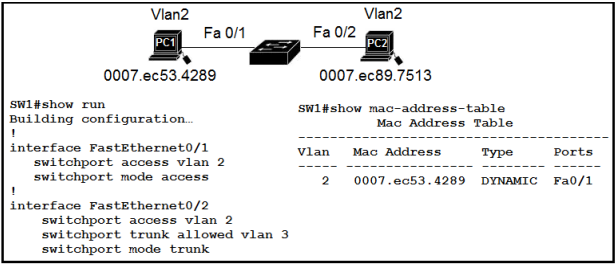 Vlan2
Vlan2
Fa 0/1
Fa 0/2
PC1
PC2
0007.ec53.4289
0007.ec89.7513
SW1#show run
Building configuration…
!
interface FastEthernet0/1
switchport access vlan 2
switchport mode access
!
interface FastEthernet0/2
switchport access vlan 2
switchport trunk allowed vlan 3
switchport mode trunk
SW1#show mac-address-table
Mac Address Table
-------------------------------------------
Vlan Mac Address Type Ports
----- --------------- -------- -----
2 0007.ec53.4289 DYNAMIC Fa0/1